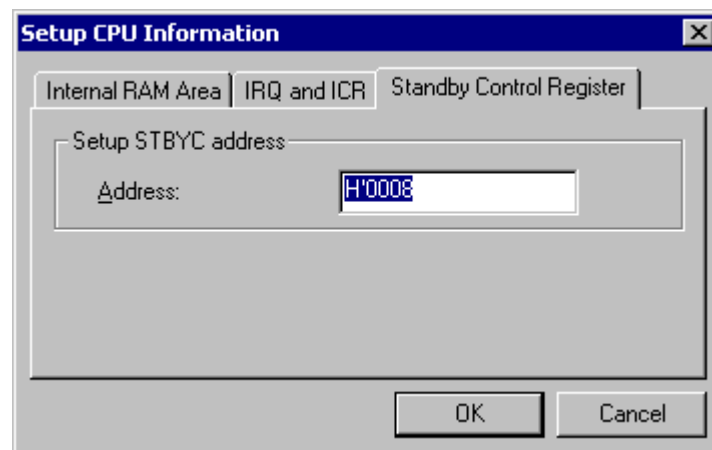 Setup CPU Information
Internal RAM Area IRQ and ICR Standby Control Register
Setup STBYC address
Address: H'0008
OK Cancel